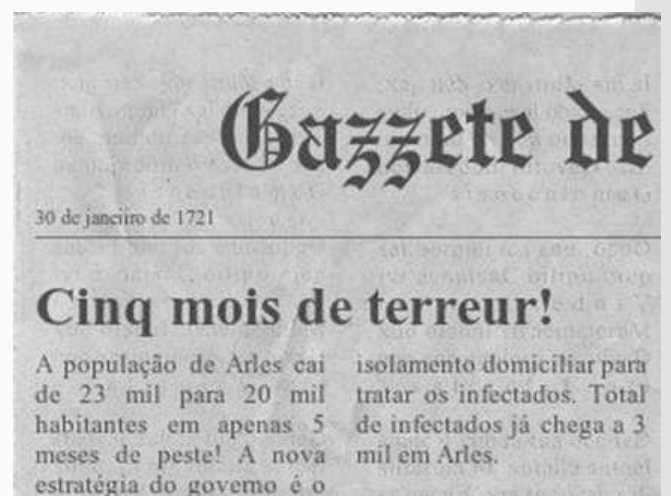 Gazzete de
30 de janeiiro de 1721
Cinq mois de terreur!
A população de Arles cai
de 23 mil para 20 mil
habitantes em apenas 5
meses de peste! A nova
estratégia do governo é o
isolamento domiciliar para
tratar os infectados. Total
de infectados já chega a 3
mil em Arles.